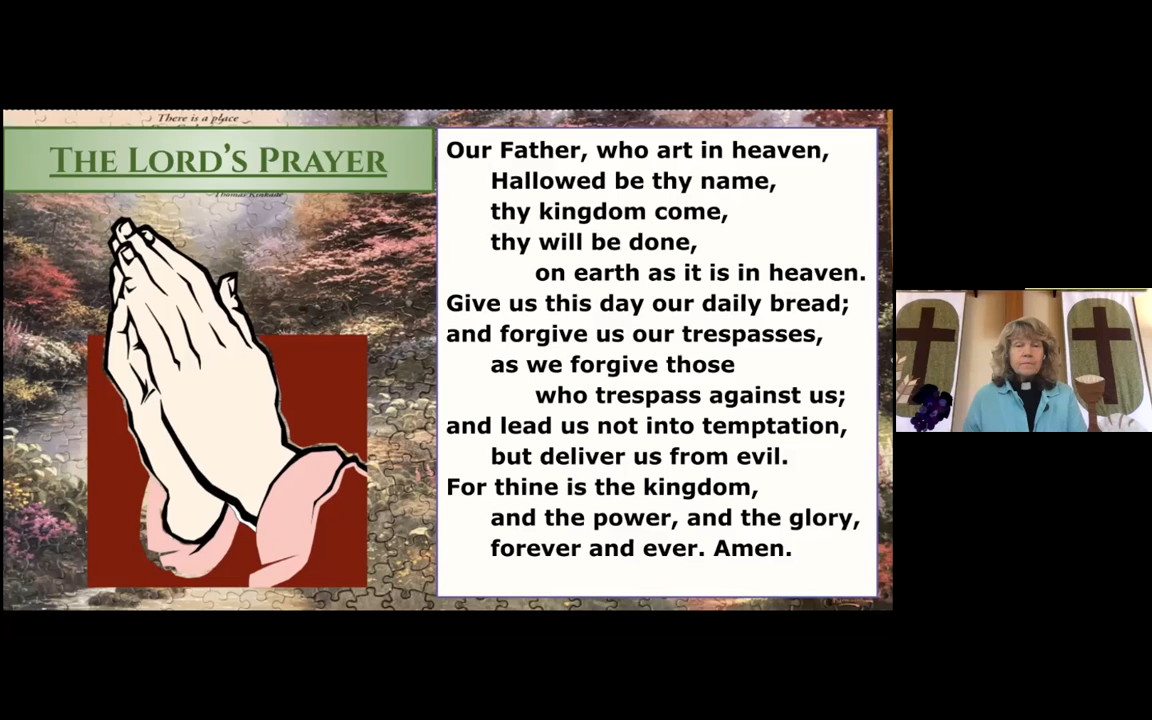 There is a place
THE LORD'S PRAYER
Thomas Kinkade
Our Father, who art in heaven,
Hallowed be thy name,
thy kingdom come,
thy will be done,
on earth as it is in heaven.
Give us this day our daily bread;
and forgive us our trespasses,
as we forgive those
who trespass against us;
and lead us not into temptation,
but deliver us from evil.
For thine is the kingdom,
and the power, and the glory,
forever and ever. Amen.